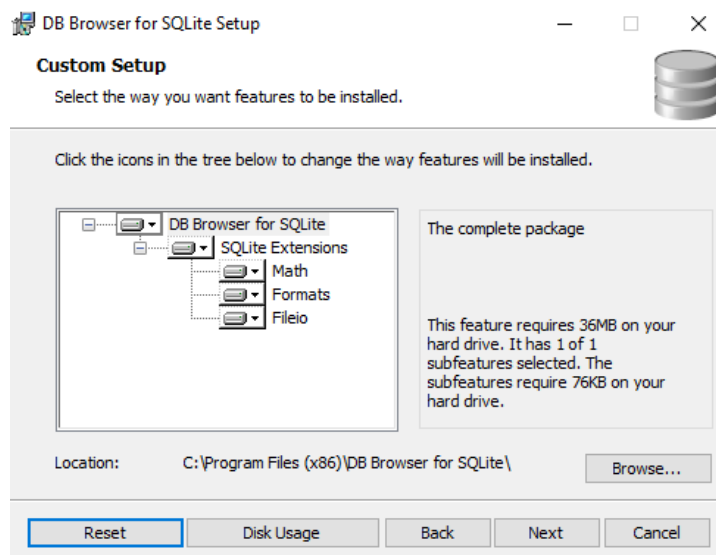 DB Browser for SQLite Setup
Custom Setup
Select the way you want features to be installed.
Click the icons in the tree below to change the way features will be installed.
DB Browser for SQLite
SQLite Extensions
Math
Formats
Fileio
The complete package
This feature requires 36MB on your
hard drive. It has 1 of 1
subfeatures selected. The
subfeatures require 76KB on your
hard drive.
Location: C:\Program Files (x86)\DB Browser for SQLite\ Browse...
Reset Disk Usage Back Next Cancel